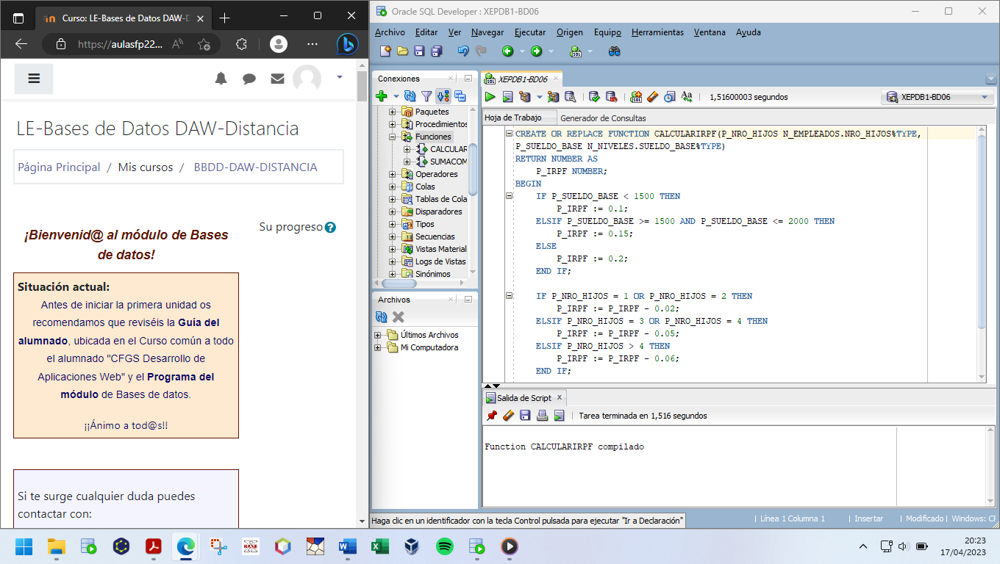 Curso: LE-Bases de Datos DAW-D
https://aulasfp22...
LE-Bases de Datos DAW-Distancia
Página Principal / Mis cursos / BBDD-DAW-DISTANCIA
Su progreso
¡Bienvenid@ al módulo de Bases
de datos!
Situación actual:
Antes de iniciar la primera unidad os
recomendamos que reviséis la Guía del
alumnado, ubicada en el Curso común a todo
el alumnado "CFGS Desarrollo de
Aplicaciones Web" y el Programa del
módulo de Bases de datos.
¡¡Ánimo a tod@s!!
Si te surge cualquier duda puedes
contactar con:
Oracle SQL Developer : XEPDB1-BD06
Archivo Editar Ver Navegar Ejecutar Origen Equipo Herramientas Ventana Ayuda
Conexiones
Paquetes
Procedimientos
Funciones
CALCULAR
SUMACOM
Operadores
Colas
Tablas de Cola
Disparadores
Tipos
Secuencias
Vistas Material
Logs de Vistas
Sinónimos
Archivos
Últimos Archivos
Mi Computadora
XEPDB1-BD06
1,51600003 segundos
XEPDB1-BD06
Hoja de Trabajo Generador de Consultas
CREATE OR REPLACE FUNCTION CALCULARIRPF(P_NRO_HIJOS N_EMPLEADOS.NRO_HIJOS%TYPE,
P_SUELDO_BASE N_NIVELES.SUELDO_BASE%TYPE)
RETURN NUMBER AS
P_IRPF NUMBER;
BEGIN
IF P_SUELDO_BASE < 1500 THEN
P_IRPF := 0.1;
ELSIF P_SUELDO_BASE >= 1500 AND P_SUELDO_BASE <= 2000 THEN
P_IRPF := 0.15;
ELSE
P_IRPF := 0.2;
END IF;
IF P_NRO_HIJOS = 1 OR P_NRO_HIJOS = 2 THEN
P_IRPF := P_IRPF - 0.02;
ELSIF P_NRO_HIJOS = 3 OR P_NRO_HIJOS = 4 THEN
P_IRPF := P_IRPF - 0.05;
ELSIF P_NRO_HIJOS > 4 THEN
P_IRPF := P_IRPF - 0.06;
END IF;
Salida de Script
Tarea terminada en 1,516 segundos
Function CALCULARIRPF compilado
Haga clic en un identificador con la tecla Control pulsada para ejecutar "Ir a Declaración"
Línea 1 Columna 1 | Insertar | Modificado | Windows: CF
20:23
17/04/2023